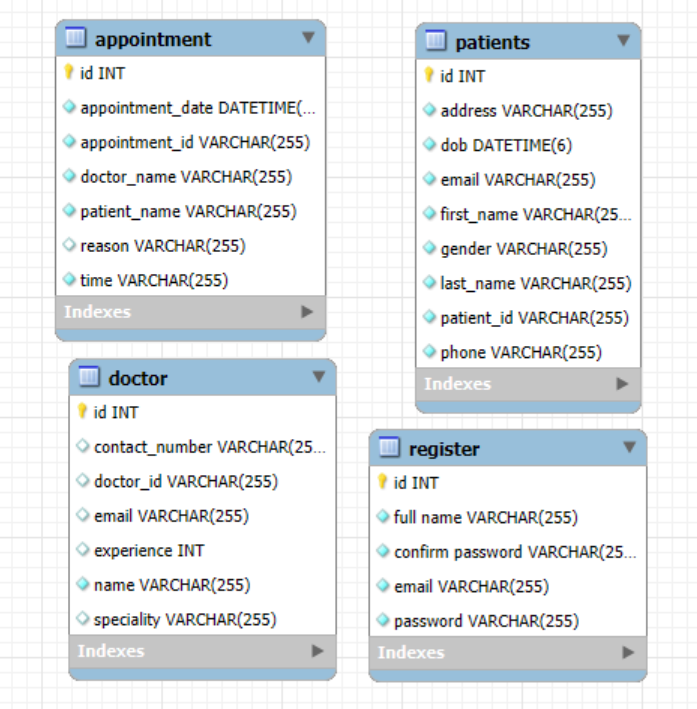 appointment
id INT
appointment_date DATETIME(...
appointment_id VARCHAR(255)
doctor_name VARCHAR(255)
patient_name VARCHAR(255)
reason VARCHAR(255)
time VARCHAR(255)
Indexes
patients
id INT
address VARCHAR(255)
dob DATETIME(6)
email VARCHAR(255)
first_name VARCHAR(25...
gender VARCHAR(255)
last_name VARCHAR(255)
patient_id VARCHAR(255)
phone VARCHAR(255)
Indexes
doctor
id INT
contact_number VARCHAR(25...
doctor_id VARCHAR(255)
email VARCHAR(255)
experience INT
name VARCHAR(255)
speciality VARCHAR(255)
Indexes
register
id INT
full name VARCHAR(255)
confirm password VARCHAR(25...
email VARCHAR(255)
password VARCHAR(255)
Indexes